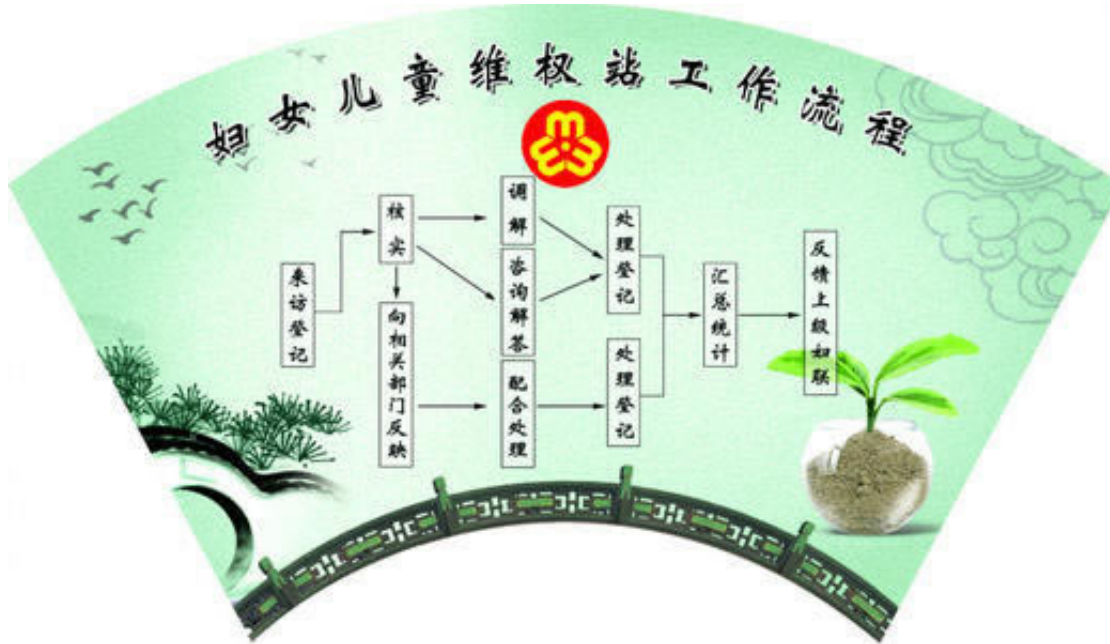 妇女儿童维权站工作流程
来访登记
核实
向相关部门反映
调解
咨询解答
配合处理
处理登记
处理登记
汇总统计
反馈上级妇联